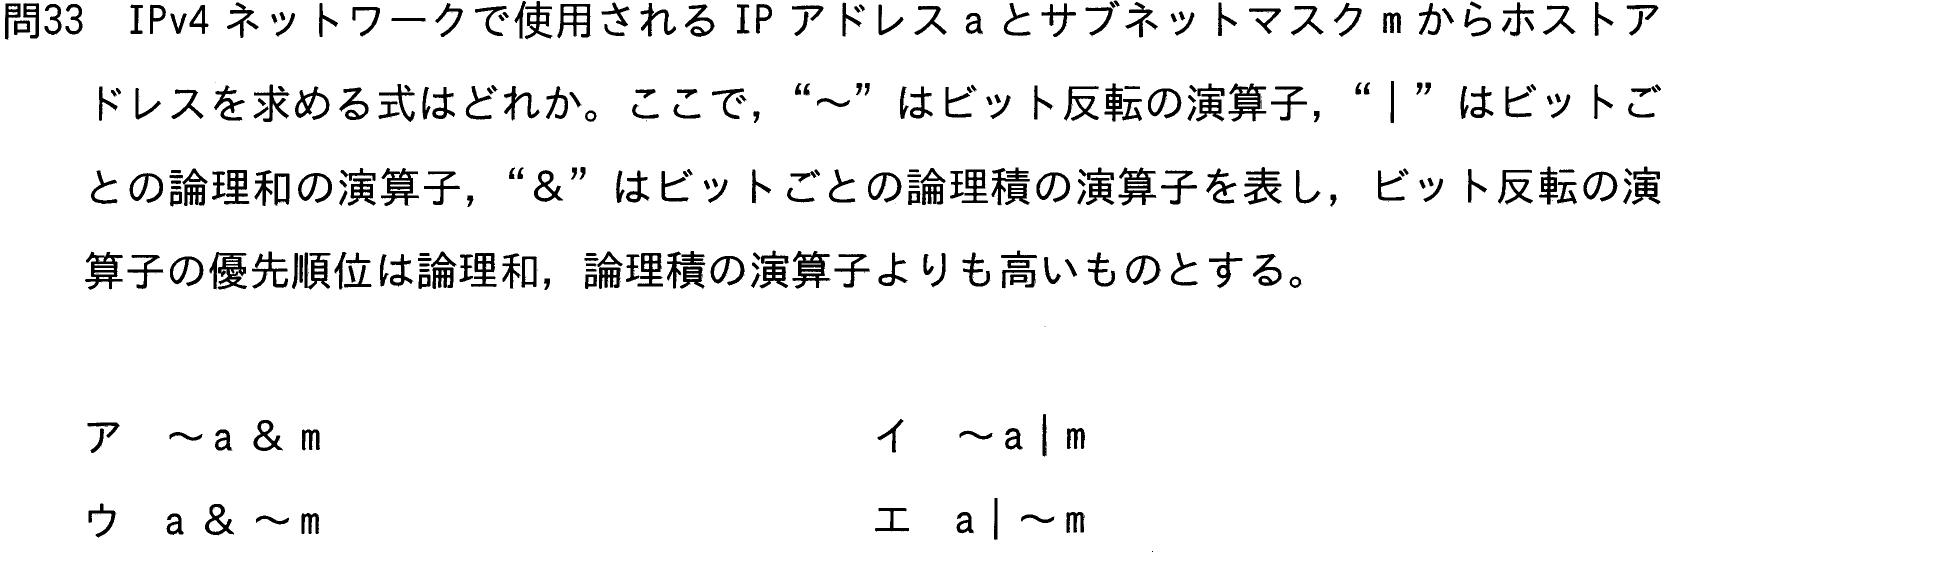 問33 IPv4 ネットワークで使用される IP アドレス a とサブネットマスク m からホストア
ドレスを求める式はどれか。ここで，“～”はビット反転の演算子，“｜”はビットご
との論理和の演算子，“＆”はビットごとの論理積の演算子を表し，ビット反転の演
算子の優先順位は論理和，論理積の演算子よりも高いものとする。
ア ～a & m
イ ～a | m
ウ a & ～m
エ a | ～m